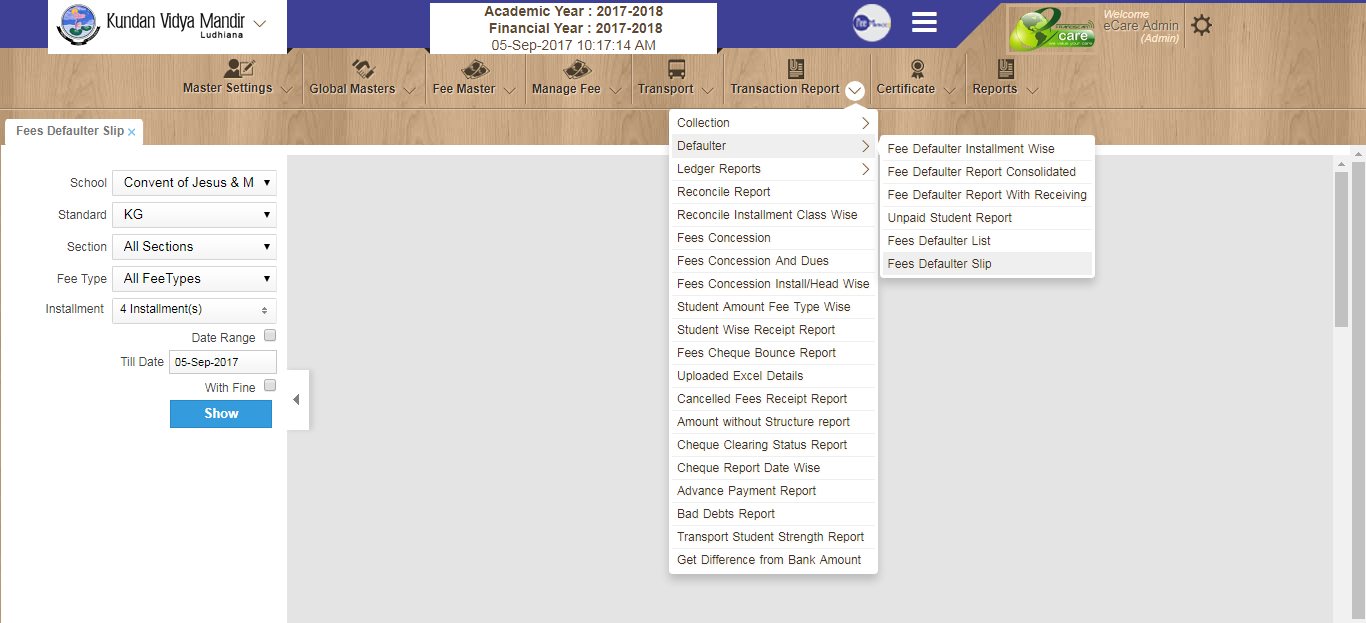 Kundan Vidya Mandir
Ludhiana
Academic Year : 2017-2018
Financial Year : 2017-2018
05-Sep-2017 10:17:14 AM
care
Welcome
eCare Admin
(Admin)
Master Settings
Global Masters
Fee Master
Manage Fee
Transport
Transaction Report
Certificate
Reports
Fees Defaulter Slip ×
School Convent of Jesus & M
Standard KG
Section All Sections
Fee Type All FeeTypes
Installment 4 Installment(s)
Date Range
Till Date 05-Sep-2017
With Fine
Show
Collection
Defaulter
Ledger Reports
Reconcile Report
Reconcile Installment Class Wise
Fees Concession
Fees Concession And Dues
Fees Concession Install/Head Wise
Student Amount Fee Type Wise
Student Wise Receipt Report
Fees Cheque Bounce Report
Uploaded Excel Details
Cancelled Fees Receipt Report
Amount without Structure report
Cheque Clearing Status Report
Cheque Report Date Wise
Advance Payment Report
Bad Debts Report
Transport Student Strength Report
Get Difference from Bank Amount
Fee Defaulter Installment Wise
Fee Defaulter Report Consolidated
Fee Defaulter Report With Receiving
Unpaid Student Report
Fees Defaulter List
Fees Defaulter Slip